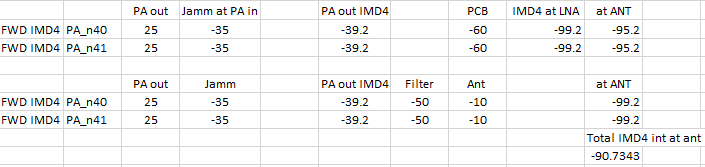 PA out Jamm at PA in PA out IMD4 PCB IMD4 at LNA at ANT
FWD IMD4 PA_n40 25 -35 -39.2 -60 -99.2 -95.2
FWD IMD4 PA_n41 25 -35 -39.2 -60 -99.2 -95.2
PA out Jamm PA out IMD4 Filter Ant at ANT
FWD IMD4 PA_n40 25 -35 -39.2 -50 -10 -99.2
FWD IMD4 PA_n41 25 -35 -39.2 -50 -10 -99.2
Total IMD4 int at ant
-90.7343